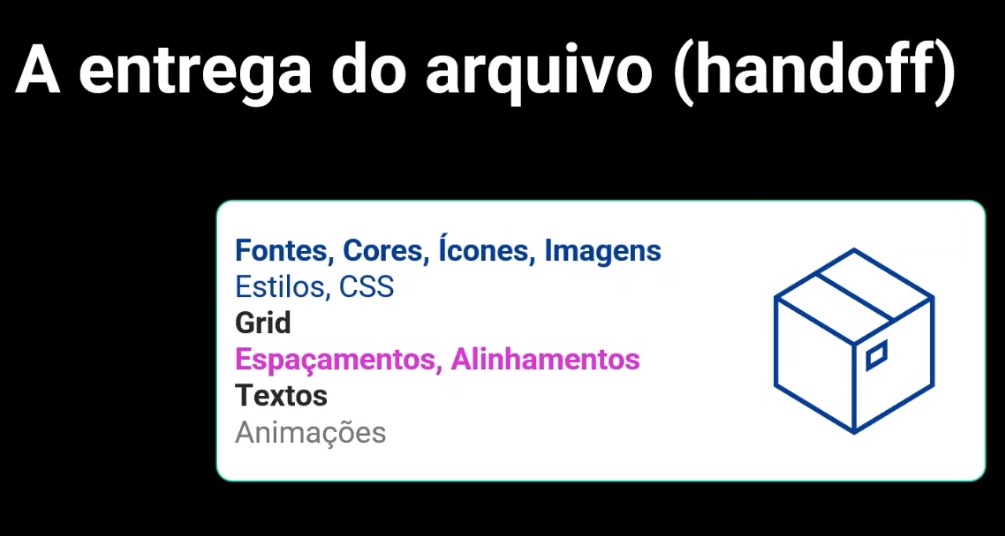 A entrega do arquivo (handoff)
Fontes, Cores, Ícones, Imagens
Estilos, CSS
Grid
Espaçamentos, Alinhamentos
Textos
Animações